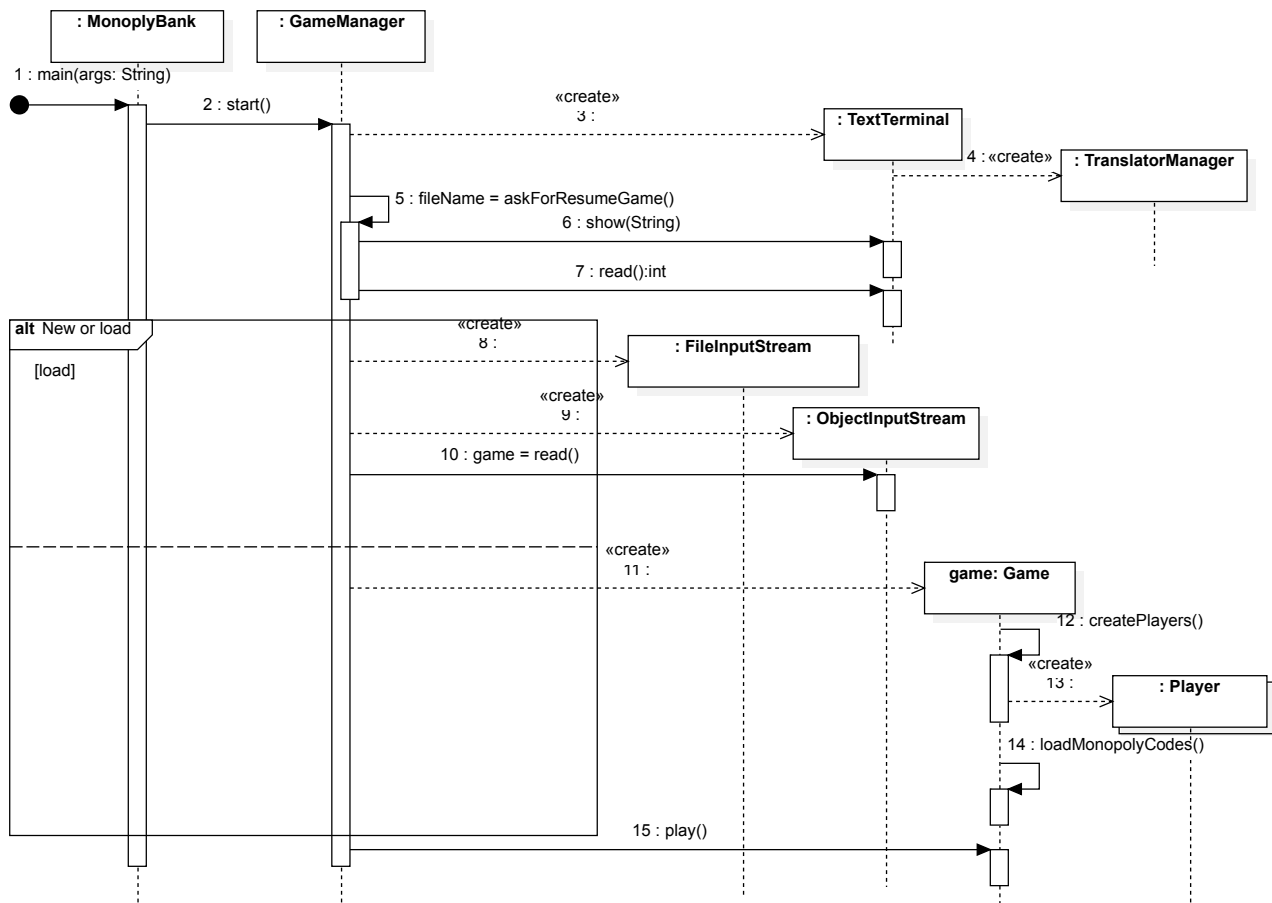 : MonoplyBank
: GameManager
1 : main(args: String)
2 : start()
«create»
3 :
: TextTerminal
4 : «create»
: TranslatorManager
5 : fileName = askForResumeGame()
6 : show(String)
7 : read():int
alt New or load
[load]
«create»
8 :
: FileInputStream
«create»
9 :
: ObjectInputStream
10 : game = read()
«create»
11 :
game: Game
12 : createPlayers()
«create»
13 :
: Player
14 : loadMonopolyCodes()
15 : play()